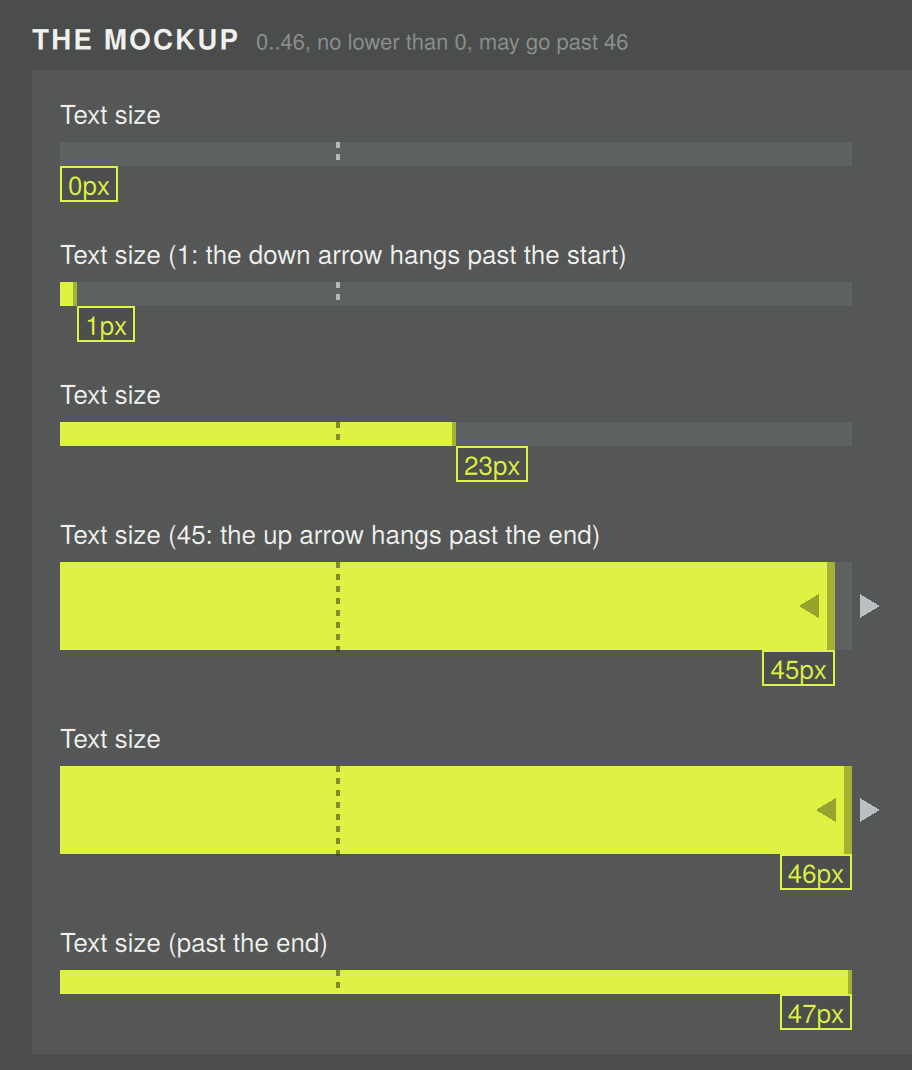 THE MOCKUP 0..46, no lower than 0, may go past 46
Text size
0px
Text size (1: the down arrow hangs past the start)
1px
Text size
23px
Text size (45: the up arrow hangs past the end)
45px
Text size
46px
Text size (past the end)
47px